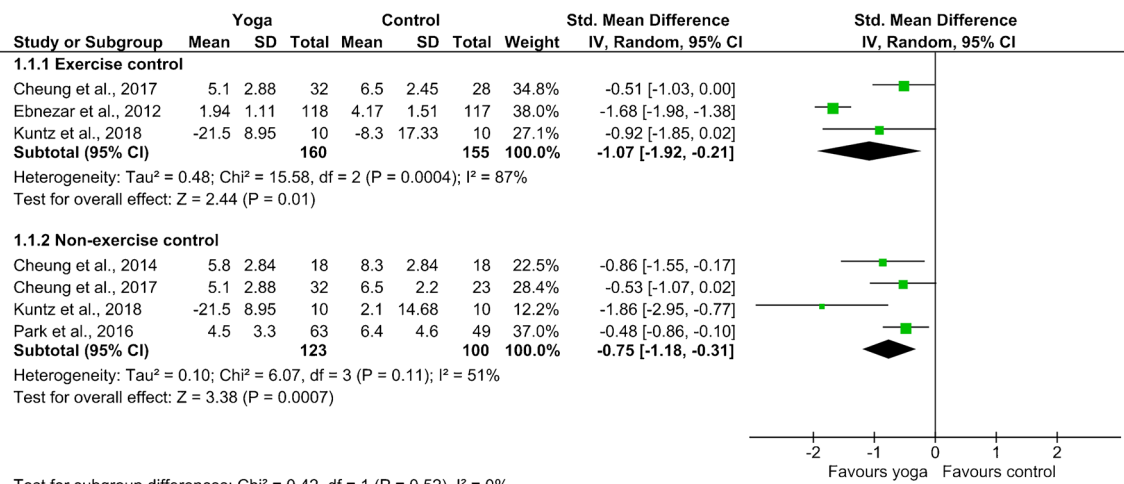 Yoga Control Std. Mean Difference Std. Mean Difference
Study or Subgroup Mean SD Total Mean SD Total Weight IV, Random, 95% CI IV, Random, 95% CI
1.1.1 Exercise control
Cheung et al., 2017 5.1 2.88 32 6.5 2.45 28 34.8% -0.51 [-1.03, 0.00]
Ebnezar et al., 2012 1.94 1.11 118 4.17 1.51 117 38.0% -1.68 [-1.98, -1.38]
Kuntz et al., 2018 -21.5 8.95 10 -8.3 17.33 10 27.1% -0.92 [-1.85, 0.02]
Subtotal (95% CI) 160 155 100.0% -1.07 [-1.92, -0.21]
Heterogeneity: Tau² = 0.48; Chi² = 15.58, df = 2 (P = 0.0004); I² = 87%
Test for overall effect: Z = 2.44 (P = 0.01)
1.1.2 Non-exercise control
Cheung et al., 2014 5.8 2.84 18 8.3 2.84 18 22.5% -0.86 [-1.55, -0.17]
Cheung et al., 2017 5.1 2.88 32 6.5 2.2 23 28.4% -0.53 [-1.07, 0.02]
Kuntz et al., 2018 -21.5 8.95 10 2.1 14.68 10 12.2% -1.86 [-2.95, -0.77]
Park et al., 2016 4.5 3.3 63 6.4 4.6 49 37.0% -0.48 [-0.86, -0.10]
Subtotal (95% CI) 123 100 100.0% -0.75 [-1.18, -0.31]
Heterogeneity: Tau² = 0.10; Chi² = 6.07, df = 3 (P = 0.11); I² = 51%
Test for overall effect: Z = 3.38 (P = 0.0007)
-2 -1 0 1 2
Favours yoga Favours control
Test for subgroup differences: Chi² = 0.42, df = 1 (P = 0.52), I² = 0%